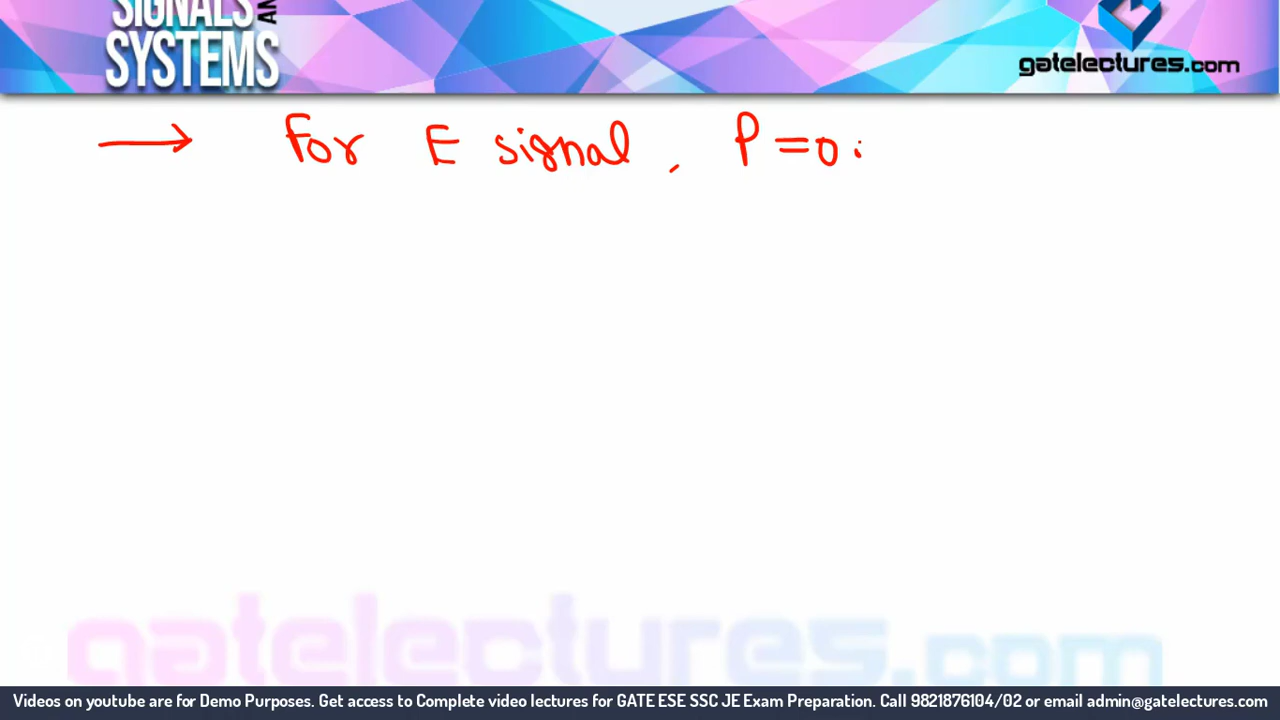 SIGNALS AND
SYSTEMS
gatelectures.com
→ For E signal, P = 0.
gatelectures.com
Videos on youtube are for Demo Purposes. Get access to Complete video lectures for GATE ESE SSC JE Exam Preparation. Call 9821876104/02 or email admin@gatelectures.com